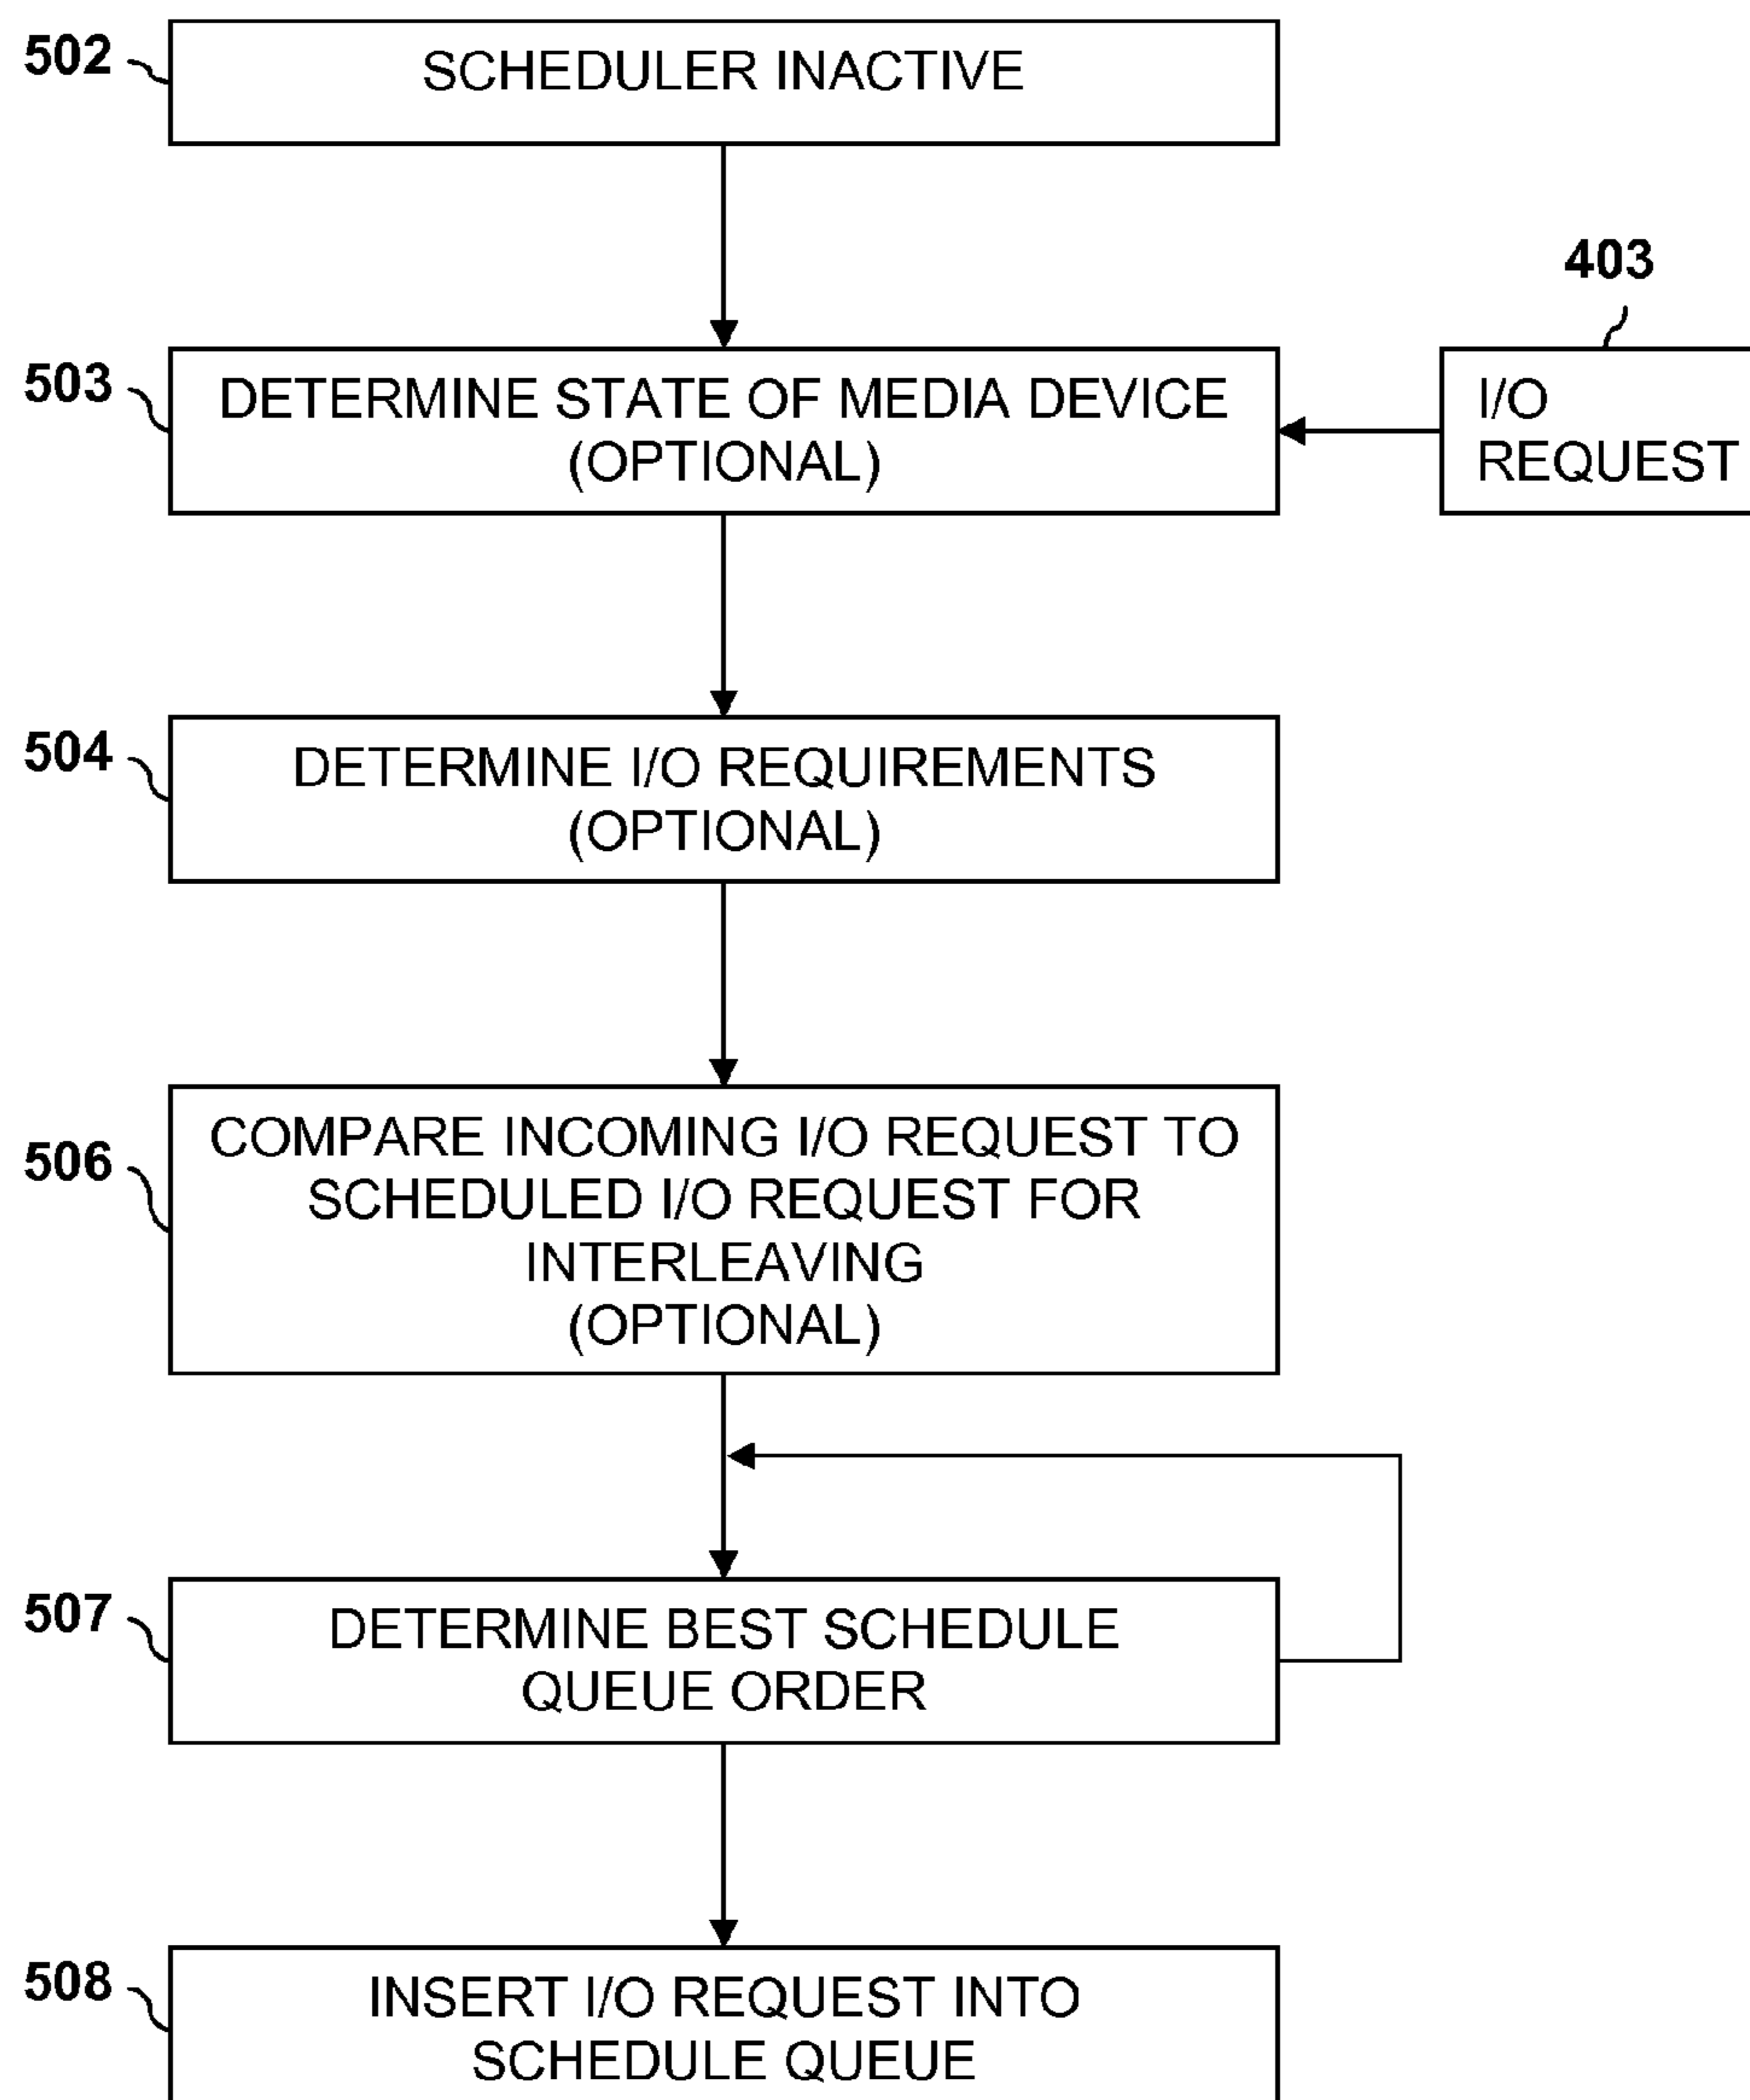 502
SCHEDULER INACTIVE
403
503
DETERMINE STATE OF MEDIA DEVICE
(OPTIONAL)
I/O
REQUEST
504
DETERMINE I/O REQUIREMENTS
(OPTIONAL)
506
COMPARE INCOMING I/O REQUEST TO
SCHEDULED I/O REQUEST FOR
INTERLEAVING
(OPTIONAL)
507
DETERMINE BEST SCHEDULE
QUEUE ORDER
508
INSERT I/O REQUEST INTO
SCHEDULE QUEUE